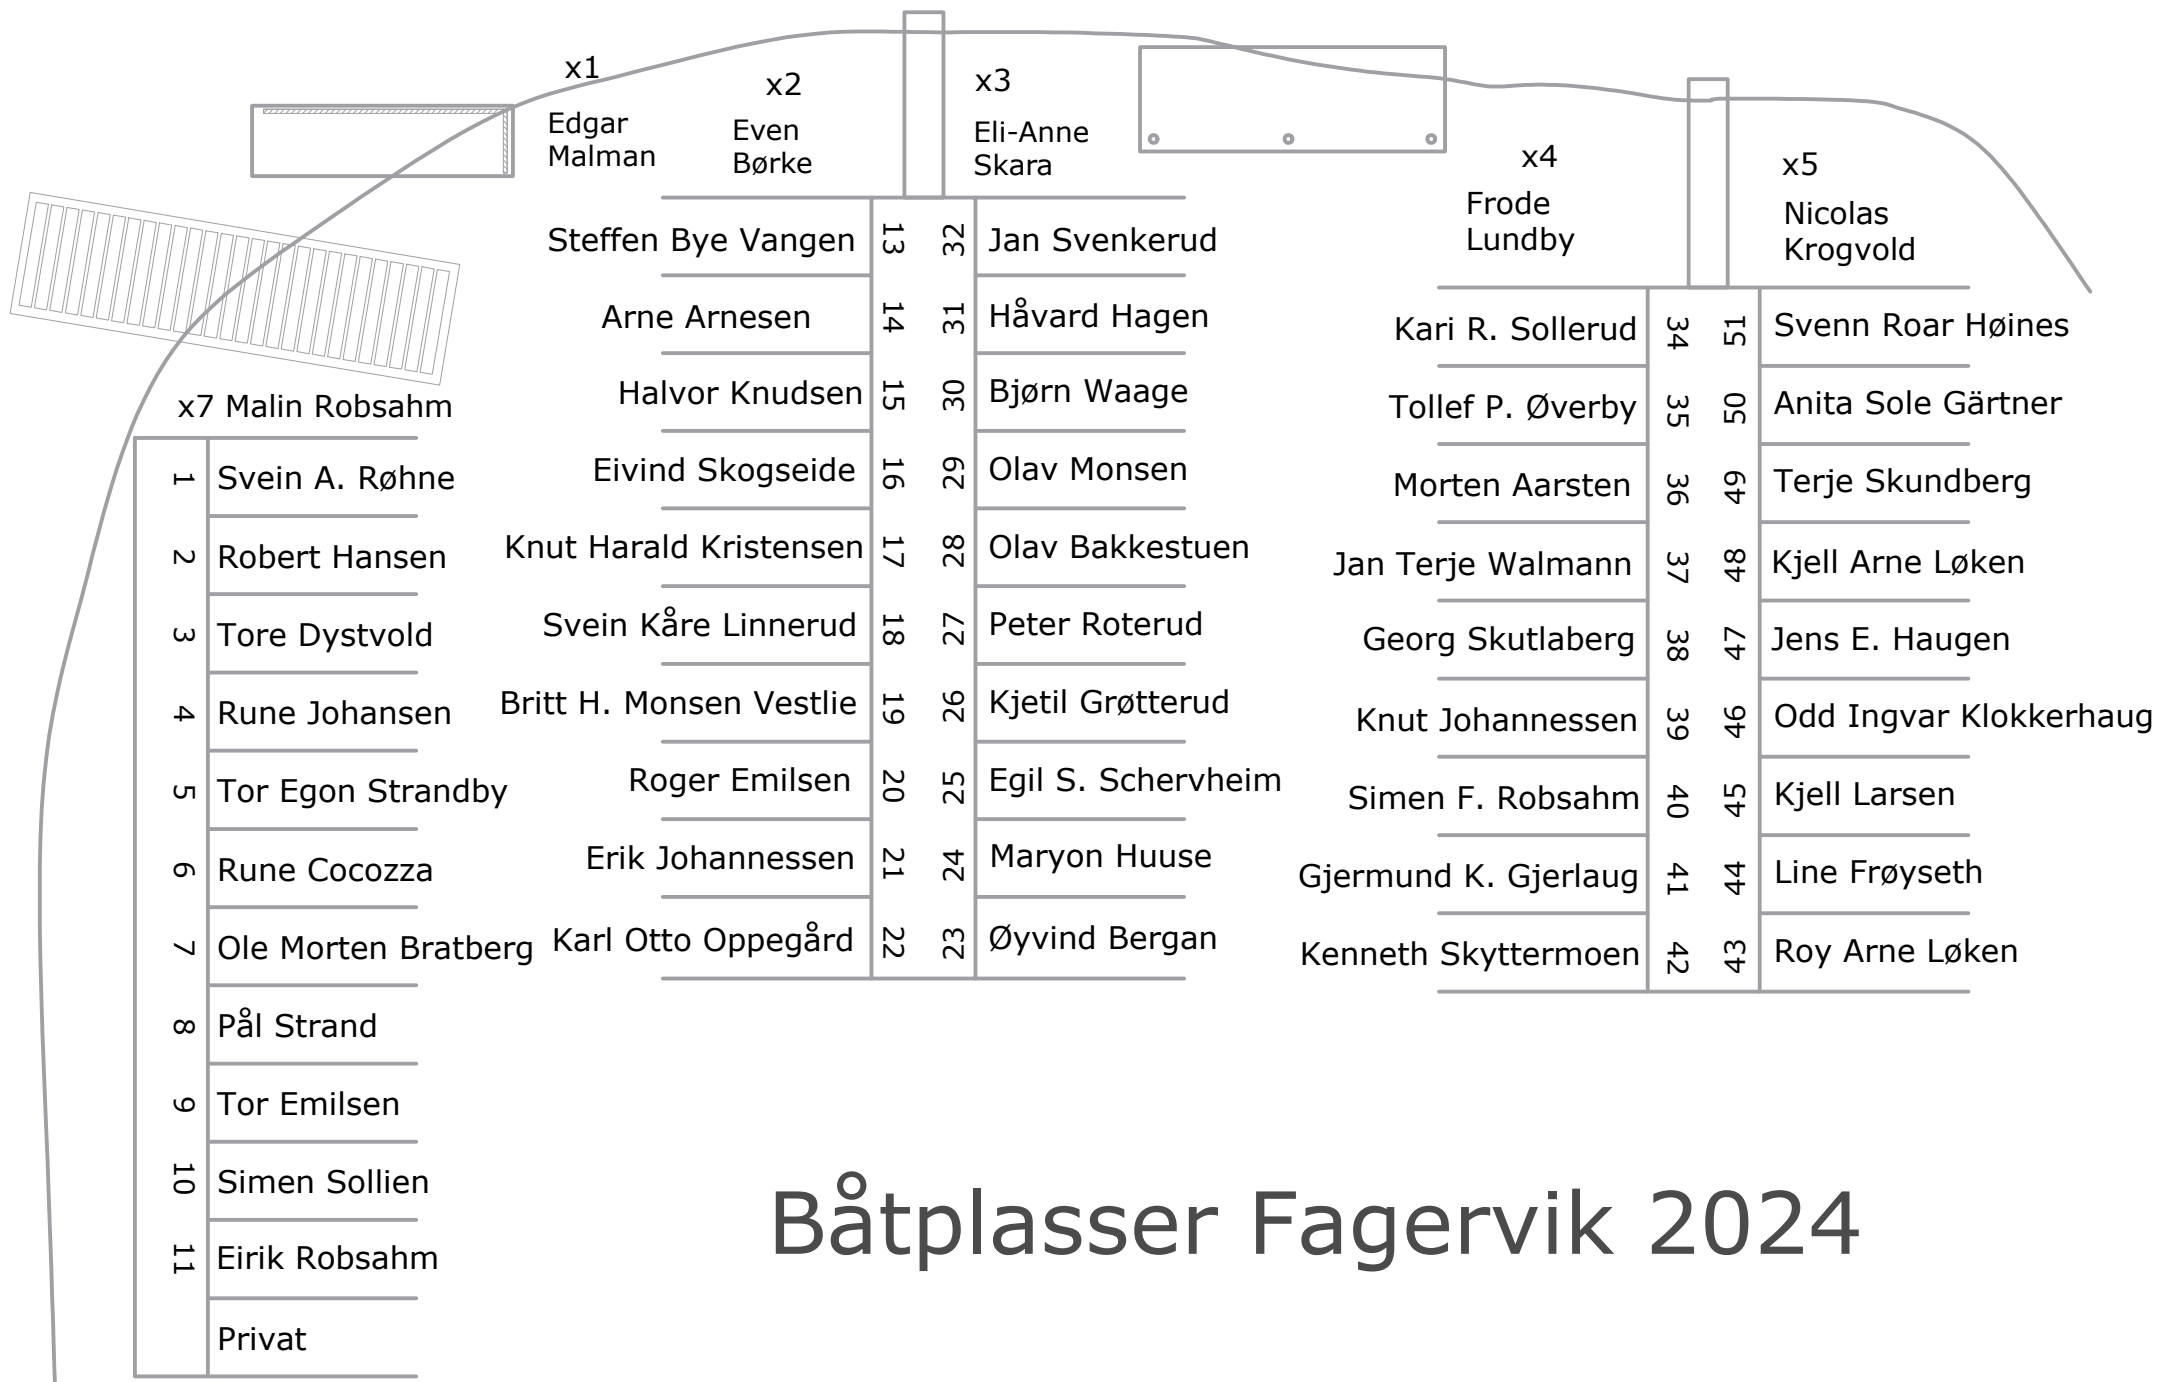 x1
Edgar
Malman
x2
Even
Børke
x3
Eli-Anne
Skara
x4
Frode
Lundby
x5
Nicolas
Krogvold
x7 Malin Robsahm
1 Svein A. Røhne
2 Robert Hansen
3 Tore Dystvold
4 Rune Johansen
5 Tor Egon Strandby
6 Rune Cocozza
7 Ole Morten Bratberg
8 Pål Strand
9 Tor Emilsen
10 Simen Sollien
11 Eirik Robsahm
Privat
Steffen Bye Vangen 13
Arne Arnesen 14
Halvor Knudsen 15
Eivind Skogseide 16
Knut Harald Kristensen 17
Svein Kåre Linnerud 18
Britt H. Monsen Vestlie 19
Roger Emilsen 20
Erik Johannessen 21
Karl Otto Oppegård 22
32 Jan Svenkerud
31 Håvard Hagen
30 Bjørn Waage
29 Olav Monsen
28 Olav Bakkestuen
27 Peter Roterud
26 Kjetil Grøtterud
25 Egil S. Schervheim
24 Maryon Huuse
23 Øyvind Bergan
Kari R. Sollerud 34
Tollef P. Øverby 35
Morten Aarsten 36
Jan Terje Walmann 37
Georg Skutlaberg 38
Knut Johannessen 39
Simen F. Robsahm 40
Gjermund K. Gjerlaug 41
Kenneth Skyttermoen 42
51 Svenn Roar Høines
50 Anita Sole Gärtner
49 Terje Skundberg
48 Kjell Arne Løken
47 Jens E. Haugen
46 Odd Ingvar Klokkerhaug
45 Kjell Larsen
44 Line Frøyseth
43 Roy Arne Løken
Båtplasser Fagervik 2024